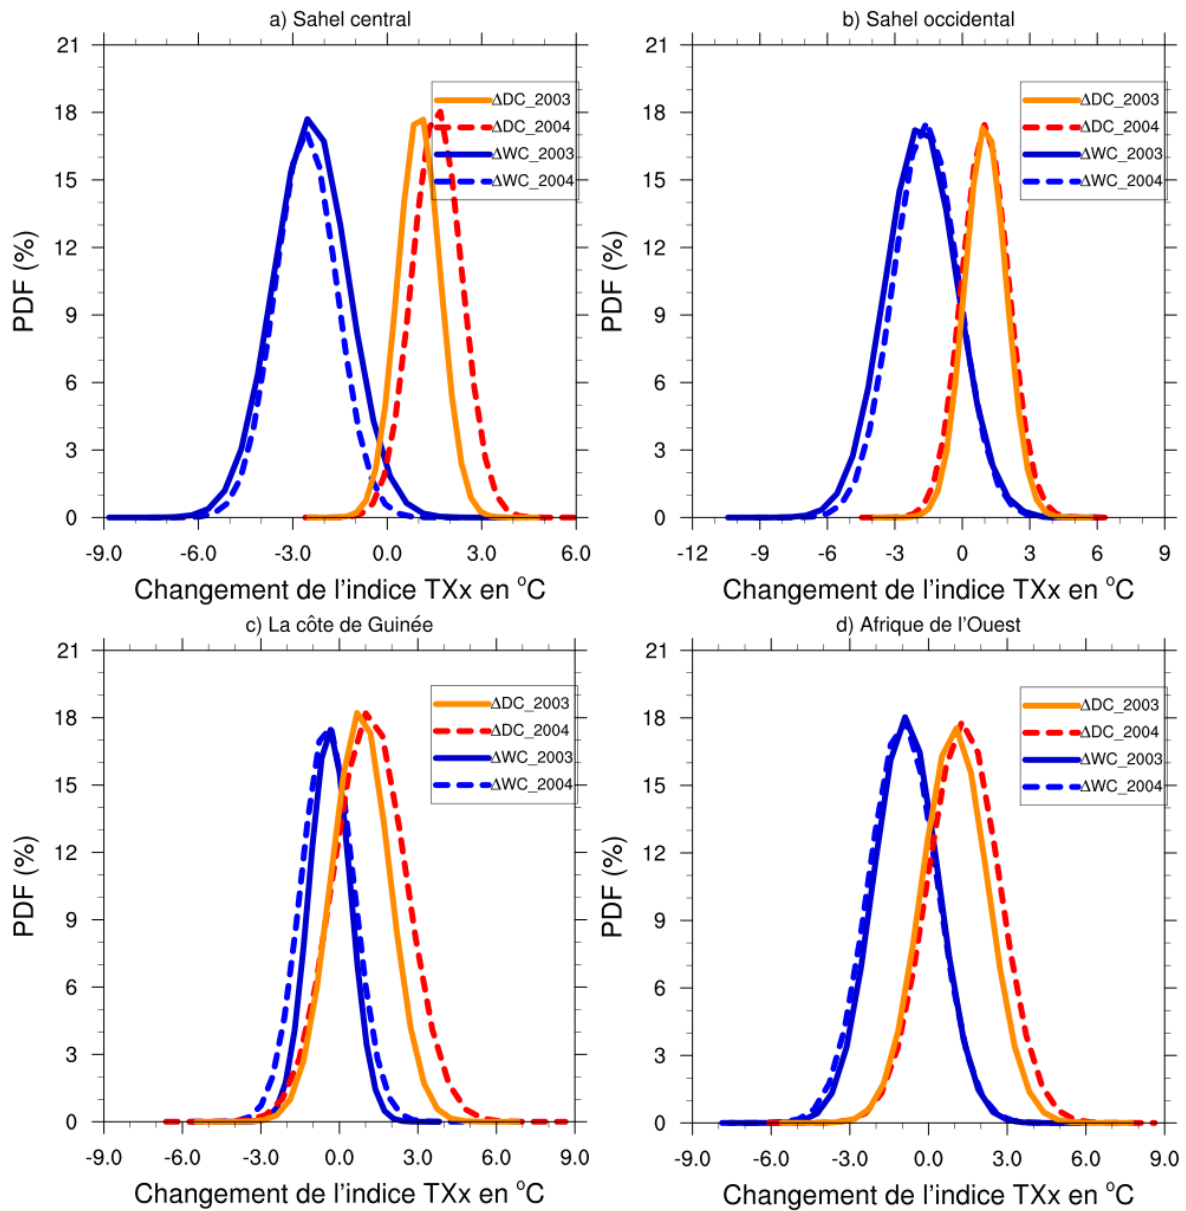 a) Sahel central
21
18
15
12
9
6
3
0
PDF (%)
ΔDC_2003
ΔDC_2004
ΔWC_2003
ΔWC_2004
-9.0 -6.0 -3.0 0.0 3.0 6.0
Changement de l'indice TXx en °C
b) Sahel occidental
21
18
15
12
9
6
3
0
PDF (%)
ΔDC_2003
ΔDC_2004
ΔWC_2003
ΔWC_2004
-12 -9 -6 -3 0 3 6 9
Changement de l'indice TXx en °C
c) La côte de Guinée
21
18
15
12
9
6
3
0
PDF (%)
ΔDC_2003
ΔDC_2004
ΔWC_2003
ΔWC_2004
-9.0 -6.0 -3.0 0.0 3.0 6.0 9.0
Changement de l'indice TXx en °C
d) Afrique de l'Ouest
21
18
15
12
9
6
3
0
PDF (%)
ΔDC_2003
ΔDC_2004
ΔWC_2003
ΔWC_2004
-9.0 -6.0 -3.0 0.0 3.0 6.0 9.0
Changement de l'indice TXx en °C